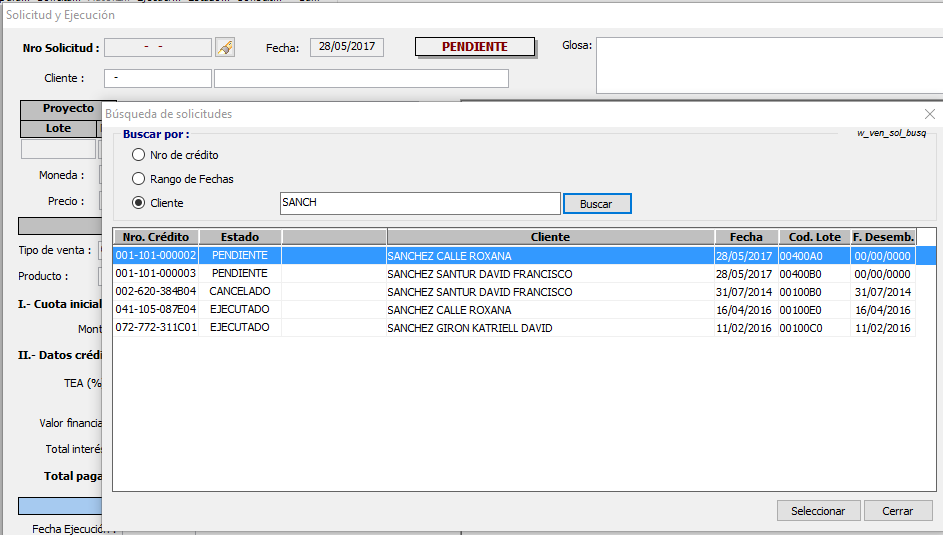 Solicitud y Ejecución
Nro Solicitud : - - Fecha: 28/05/2017 PENDIENTE Glosa:
Cliente : -
Proyecto
Lote
Moneda :
Precio :
Tipo de venta :
Producto :
I.- Cuota inicial
Mont
II.- Datos crédi
TEA (%
Valor financia
Total interés
Total paga
Fecha Ejecución :
Búsqueda de solicitudes
Buscar por : w_ven_sol_busq
Nro de crédito
Rango de Fechas
Cliente SANCH Buscar
Nro. Crédito Estado Cliente Fecha Cod. Lote F. Desemb.
001-101-000002 PENDIENTE SANCHEZ CALLE ROXANA 28/05/2017 00400A0 00/00/0000
001-101-000003 PENDIENTE SANCHEZ SANTUR DAVID FRANCISCO 28/05/2017 00400B0 00/00/0000
002-620-384B04 CANCELADO SANCHEZ SANTUR DAVID FRANCISCO 31/07/2014 00100B0 31/07/2014
041-105-087E04 EJECUTADO SANCHEZ CALLE ROXANA 16/04/2016 00100E0 16/04/2016
072-772-311C01 EJECUTADO SANCHEZ GIRON KATRIELL DAVID 11/02/2016 00100C0 11/02/2016
Seleccionar Cerrar